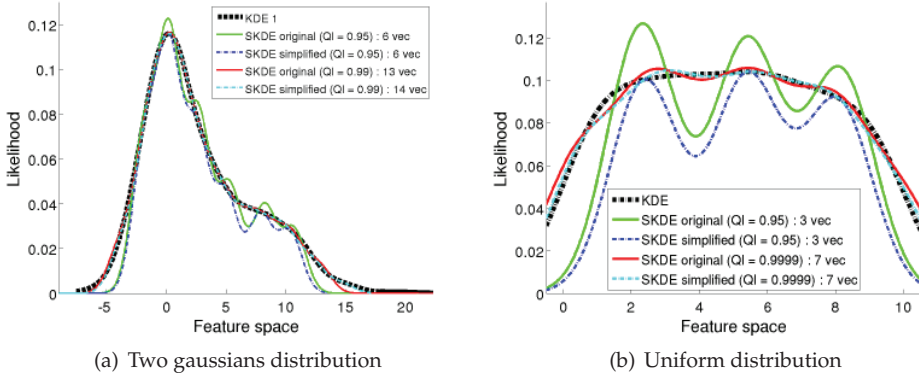 0.12
0.1
0.08
0.06
0.04
0.02
0
Likelihood
-5
0
5
10
15
20
Feature space
KDE 1
SKDE original (QI = 0.95) : 6 vec
SKDE simplified (QI = 0.95) : 6 vec
SKDE original (QI = 0.99) : 13 vec
SKDE simplified (QI = 0.99) : 14 vec
(a) Two gaussians distribution
0.12
0.1
0.08
0.06
0.04
0.02
0
Likelihood
0
2
4
6
8
10
Feature space
KDE
SKDE original (QI = 0.95) : 3 vec
SKDE simplified (QI = 0.95) : 3 vec
SKDE original (QI = 0.9999) : 7 vec
SKDE simplified (QI = 0.9999) : 7 vec
(b) Uniform distribution